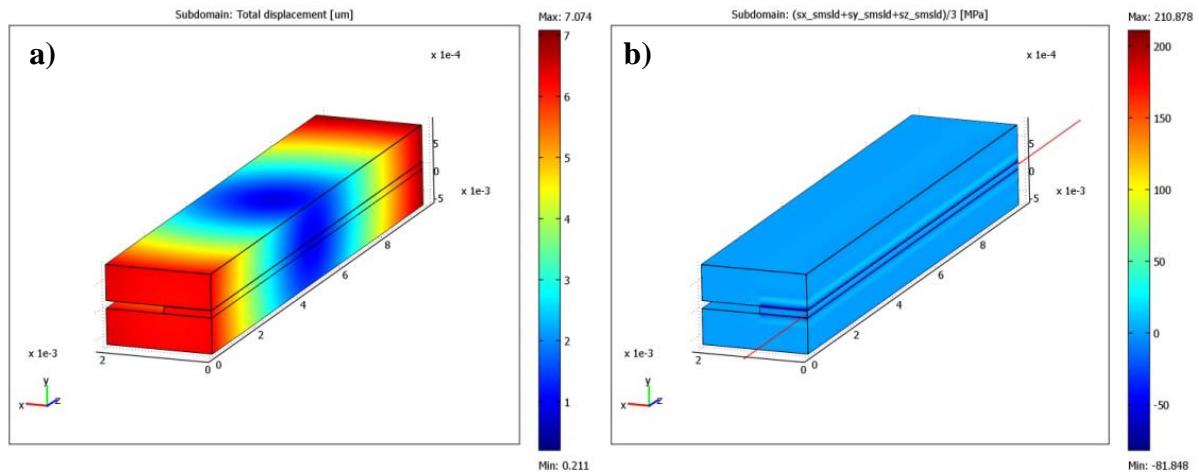 Subdomain: Total displacement [um]
Max: 7.074
a)
x 1e-4
7
6
5
4
3
2
1
5
0
-5
x 1e-3
8
6
4
2
0
x 1e-3
2
0
y
x
z
Min: 0.211
Subdomain: (sx_smsld+sy_smsld+sz_smsld)/3 [MPa]
Max: 210.878
b)
x 1e-4
200
150
100
50
0
-50
5
0
-5
x 1e-3
8
6
4
2
0
x 1e-3
2
0
y
x
z
Min: -81.848